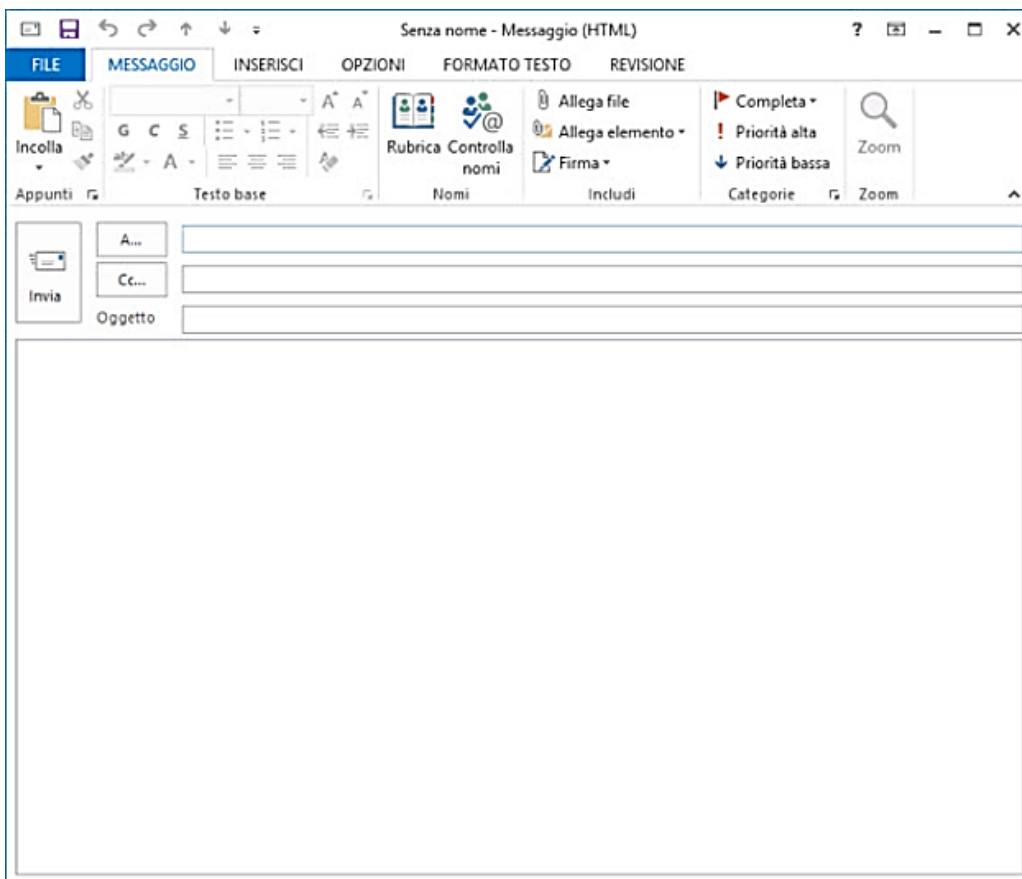 Senza nome - Messaggio (HTML) ?
FILE MESSAGGIO INSERISCI OPZIONI FORMATO TESTO REVISIONE
Incolla
G C S
A A A
Appunti
Testo base
Rubrica
Controlla nomi
Nomi
Allega file
Allega elemento
Firma
Includi
Completa
Priorità alta
Priorità bassa
Categorie
Zoom
Zoom
Invia
A...
Cc...
Oggetto